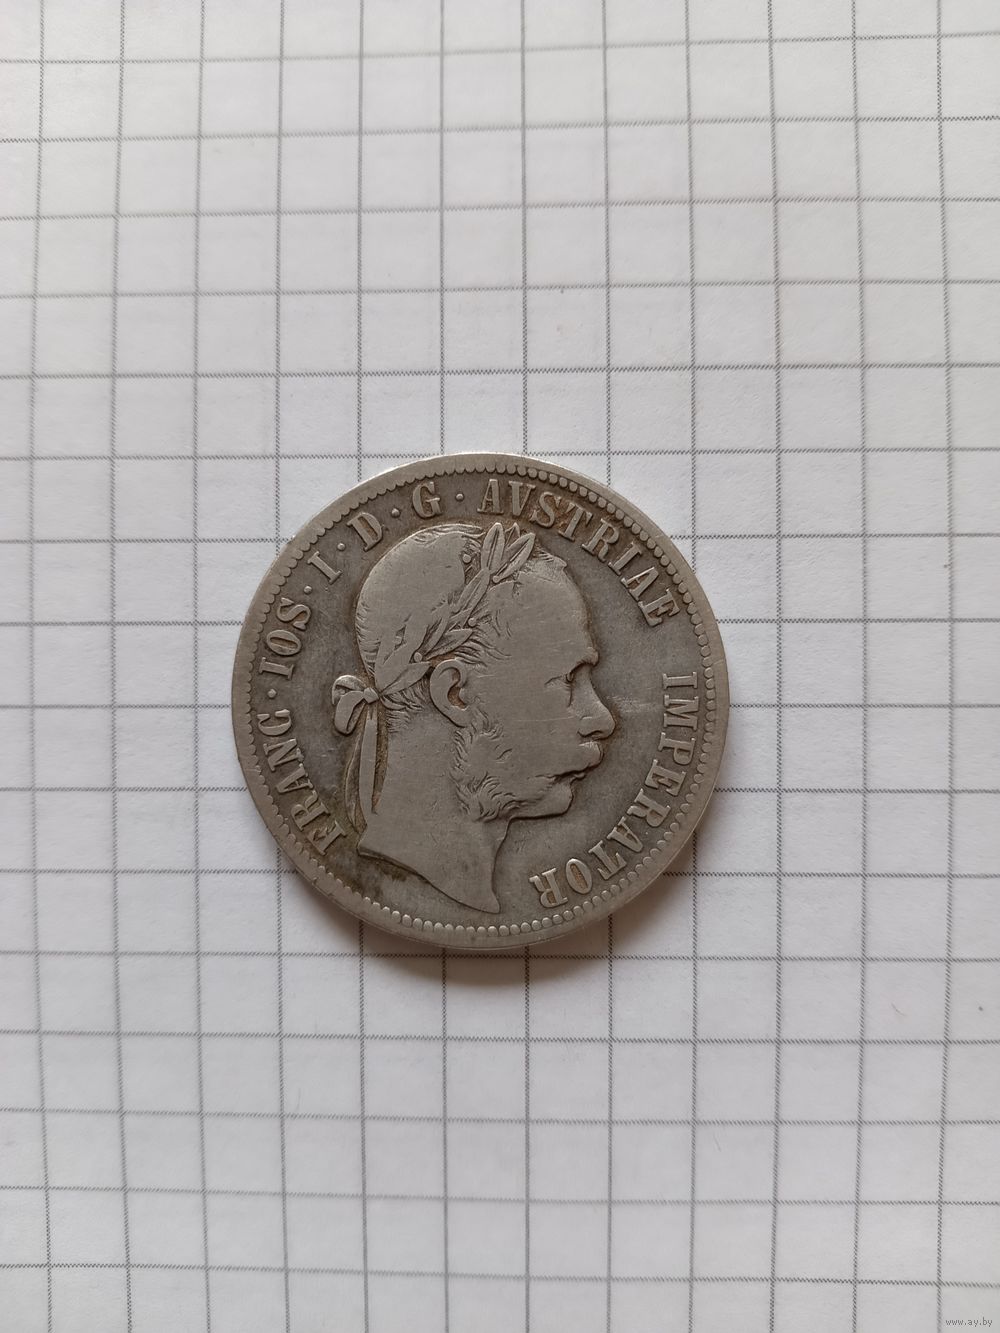 FRANC · IOS · I · D · G · AVSTRIAE IMPERATOR
www.ay.by